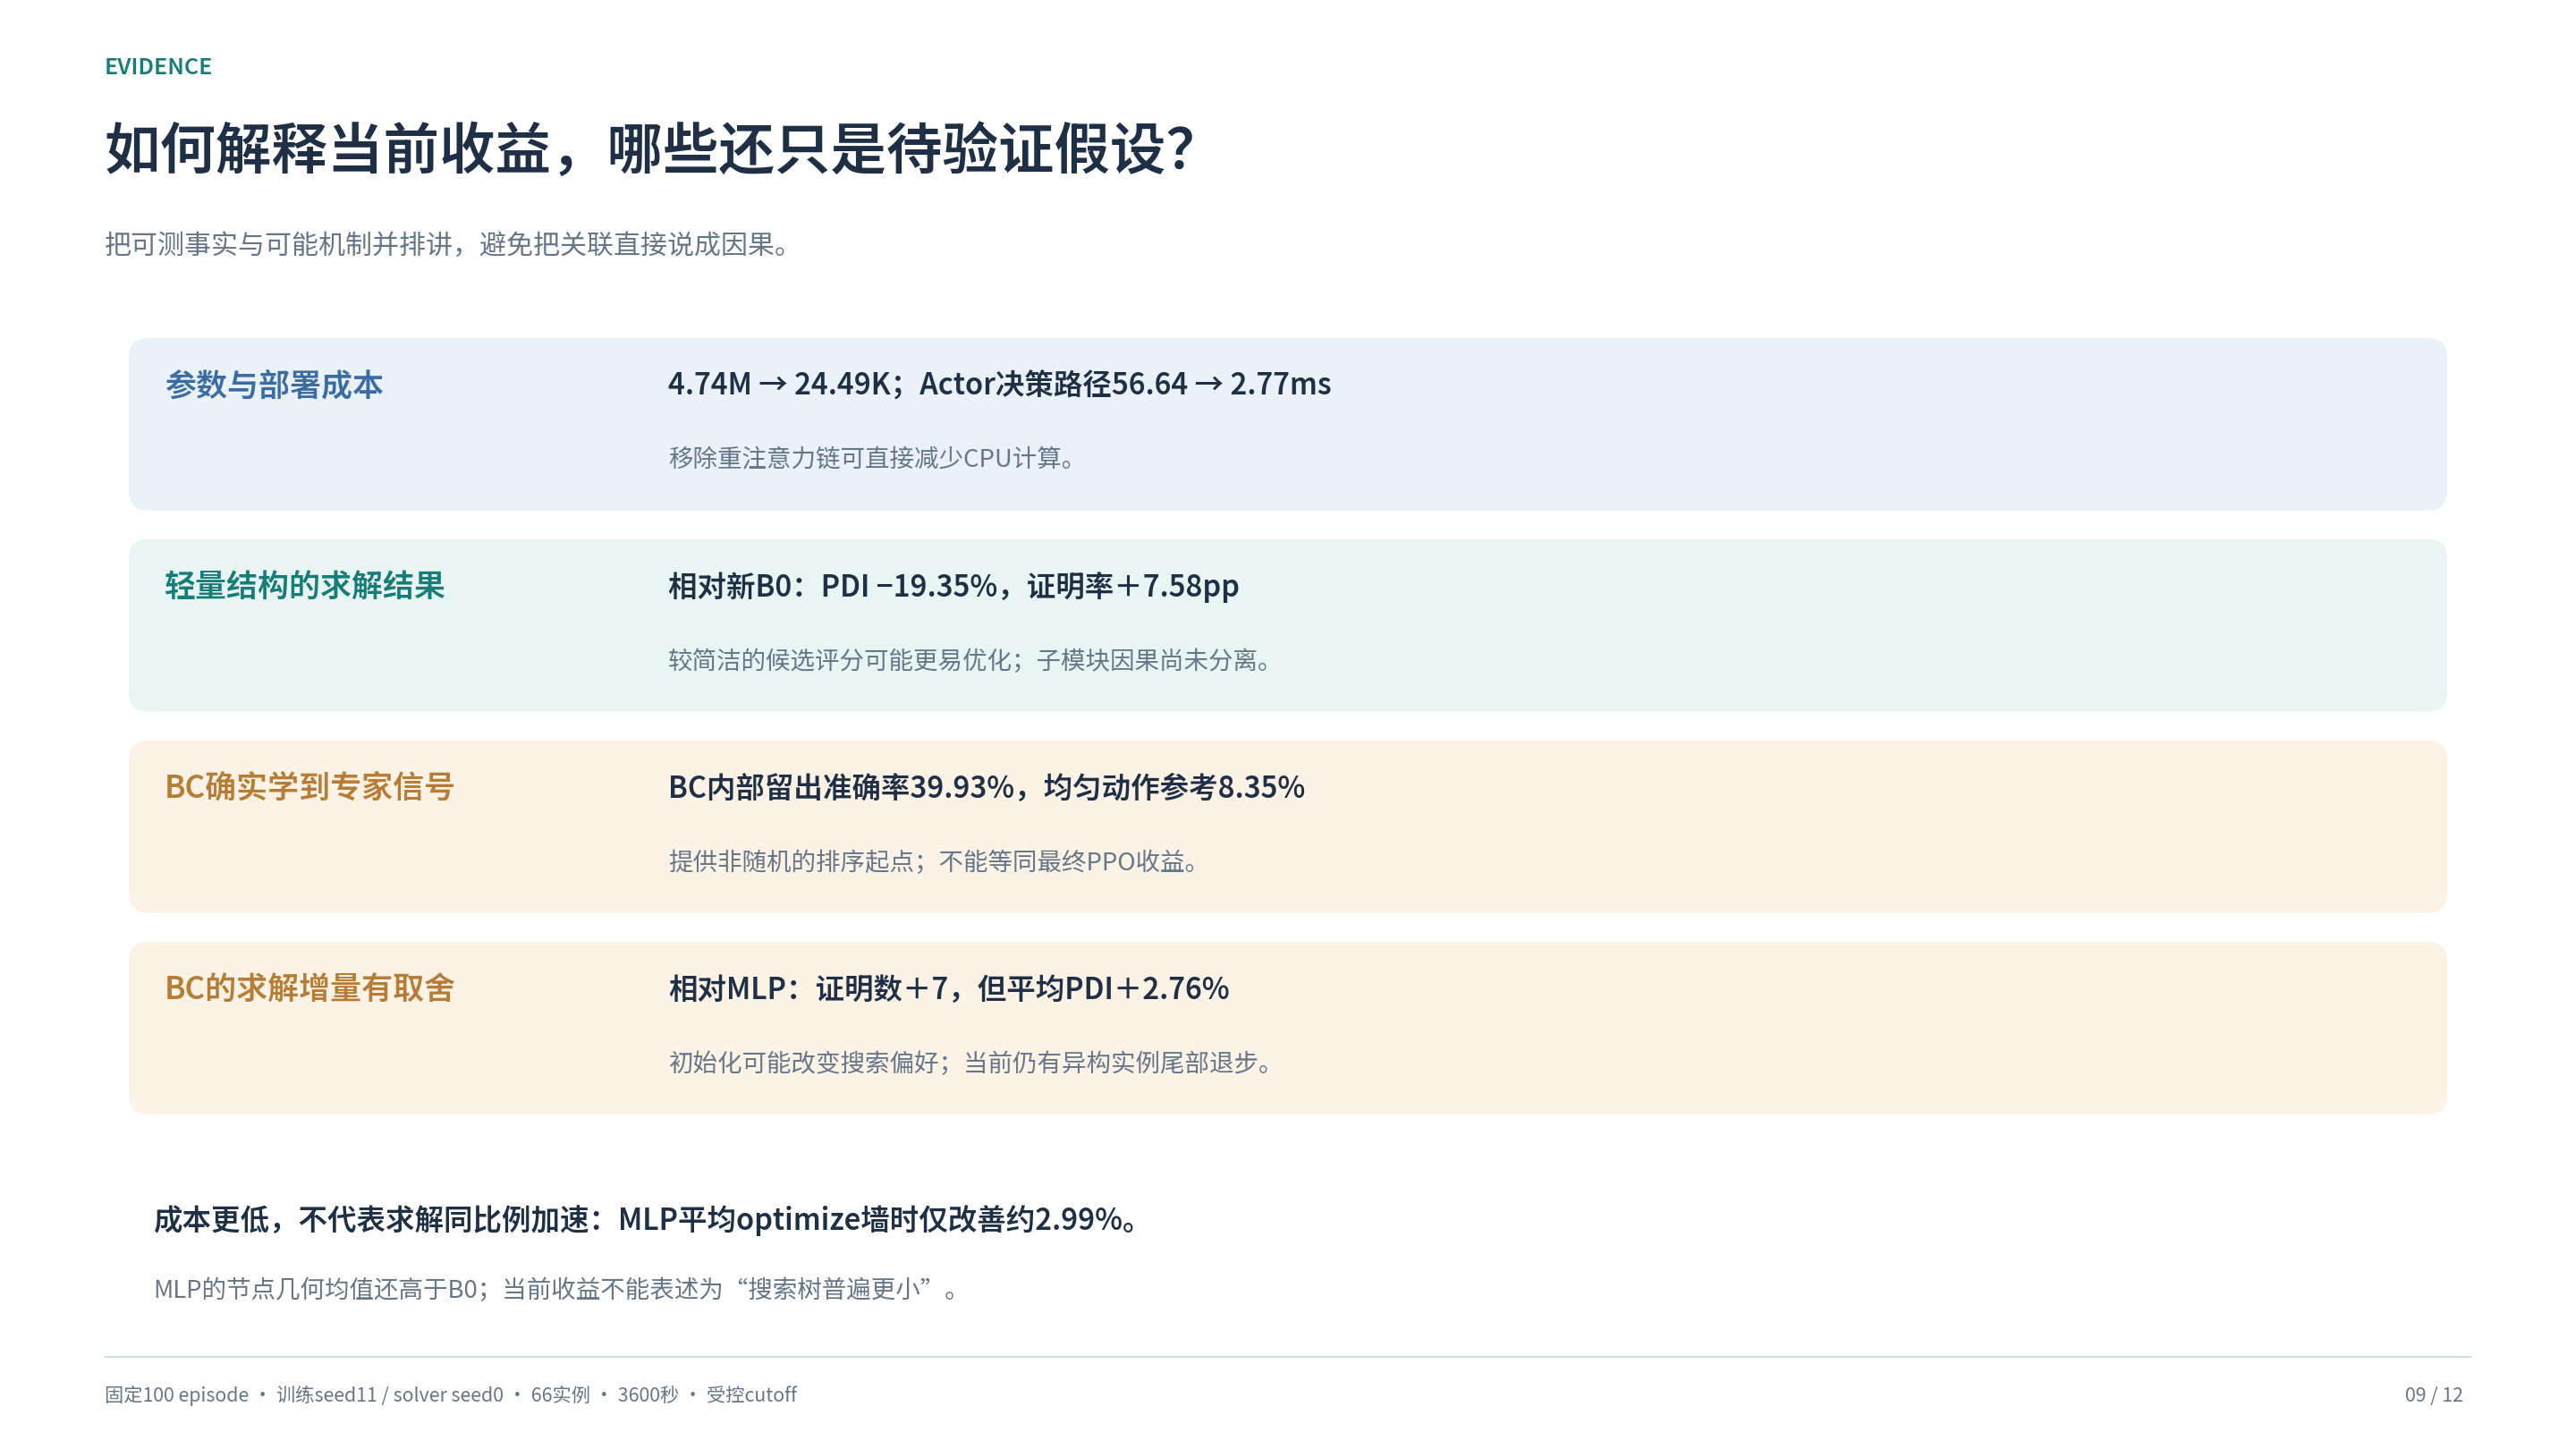 EVIDENCE
如何解释当前收益，哪些还只是待验证假设？
把可测事实与可能机制并排讲，避免把关联直接说成因果。
参数与部署成本
4.74M → 24.49K；Actor决策路径56.64 → 2.77ms
移除重注意力链可直接减少CPU计算。
轻量结构的求解结果
相对新B0：PDI −19.35%，证明率＋7.58pp
较简洁的候选评分可能更易优化；子模块因果尚未分离。
BC确实学到专家信号
BC内部留出准确率39.93%，均匀动作参考8.35%
提供非随机的排序起点；不能等同最终PPO收益。
BC的求解增量有取舍
相对MLP：证明数＋7，但平均PDI＋2.76%
初始化可能改变搜索偏好；当前仍有异构实例尾部退步。
成本更低，不代表求解同比例加速：MLP平均optimize墙时仅改善约2.99%。
MLP的节点几何均值还高于B0；当前收益不能表述为“搜索树普遍更小”。
固定100 episode · 训练seed11 / solver seed0 · 66实例 · 3600秒 · 受控cutoff
09 / 12